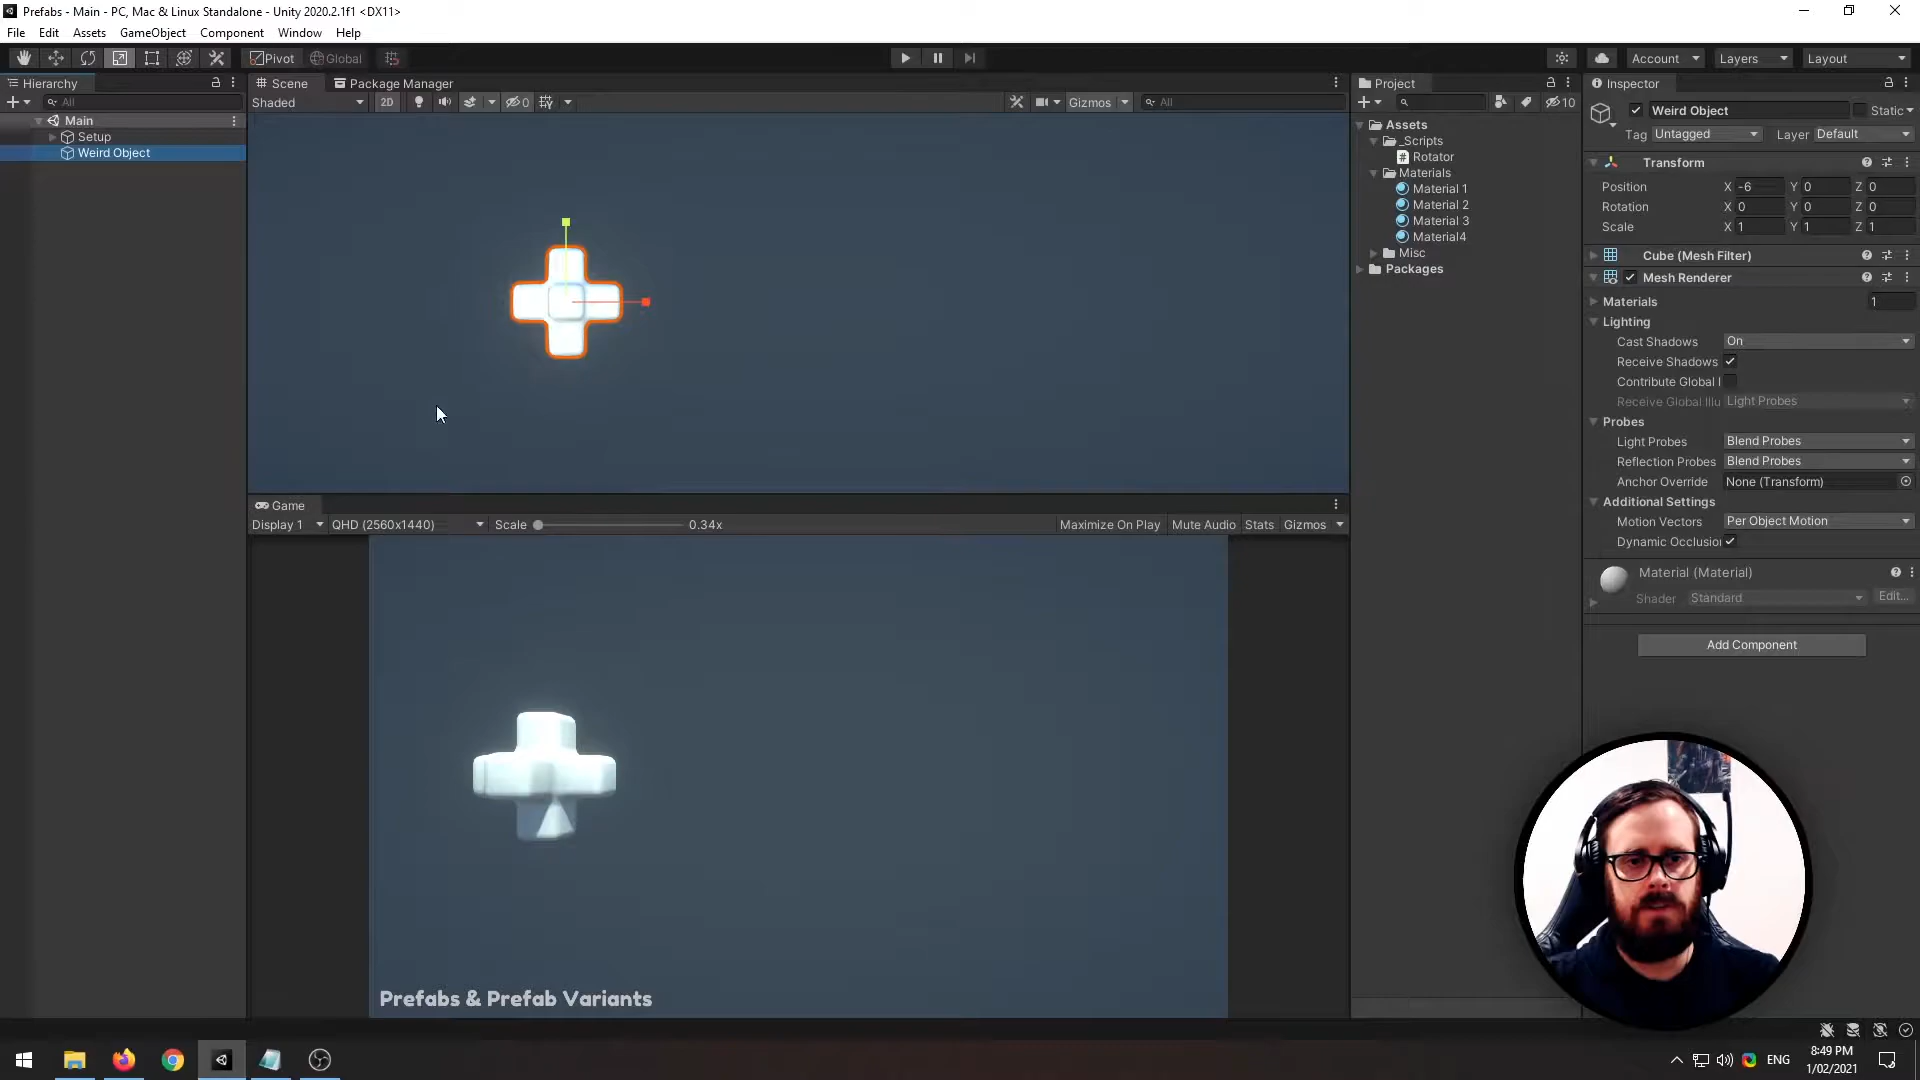 Prefabs - Main - PC, Mac & Linux Standalone - Unity 2020.2.1f1 <DX11>
File Edit Assets GameObject Component Window Help
Pivot Global Account Layers Layout
Hierarchy
All
Main
Setup
Weird Object
Scene Package Manager
Shaded 2D 0 Gizmos All
Game
Display 1 QHD (2560x1440) Scale 0.34x Maximize On Play Mute Audio Stats Gizmos
Prefabs & Prefab Variants
Project
10
Assets
_Scripts
Rotator
Materials
Material 1
Material 2
Material 3
Material4
Misc
Packages
Inspector
Weird Object Static
Tag Untagged Layer Default
Transform
Position X -6 Y 0 Z 0
Rotation X 0 Y 0 Z 0
Scale X 1 Y 1 Z 1
Cube (Mesh Filter)
Mesh Renderer
Materials 1
Lighting
Cast Shadows On
Receive Shadows
Contribute Global I
Receive Global Illu Light Probes
Probes
Light Probes Blend Probes
Reflection Probes Blend Probes
Anchor Override None (Transform)
Additional Settings
Motion Vectors Per Object Motion
Dynamic Occlusion
Material (Material)
Shader Standard Edit...
Add Component
ENG
8:49 PM
1/02/2021